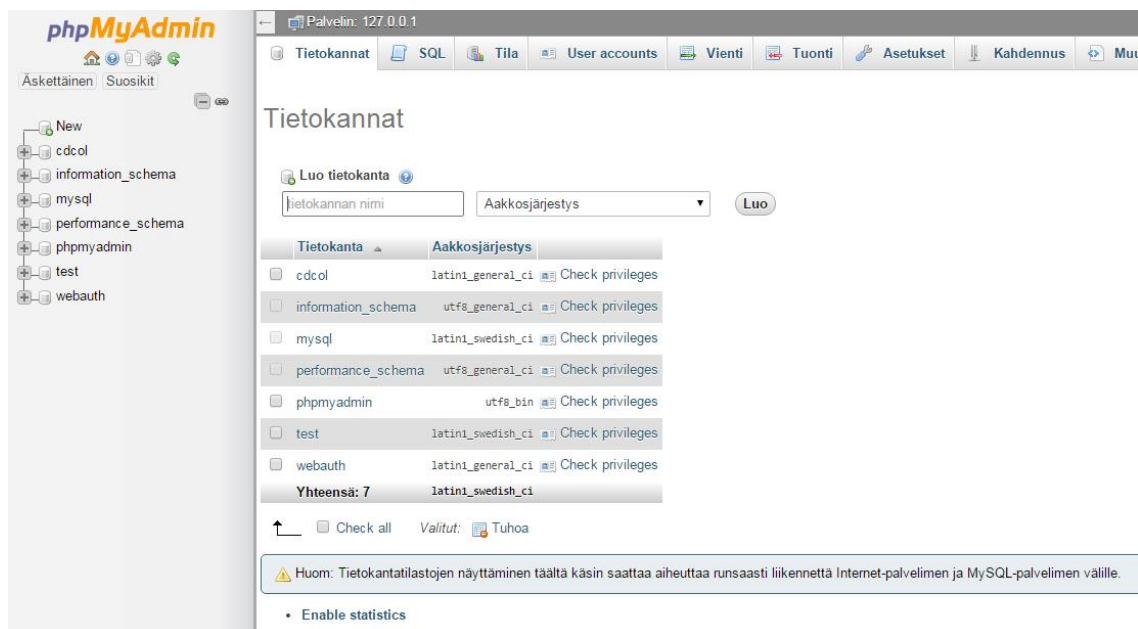 phpMyAdmin
Äskettäinen Suosikit
New
cdcol
information_schema
mysql
performance_schema
phpmyadmin
test
webauth
Palvelin: 127.0.0.1
Tietokannat SQL Tila User accounts Vienti Tuonti Asetukset Kahdennus
Tietokannat
Luo tietokanta
tietokannan nimi Aakkosjärjestys Luo
Tietokanta Aakkosjärjestys
cdcol latin1_general_ci Check privileges
information_schema utf8_general_ci Check privileges
mysql latin1_swedish_ci Check privileges
performance_schema utf8_general_ci Check privileges
phpmyadmin utf8_bin Check privileges
test latin1_swedish_ci Check privileges
webauth latin1_general_ci Check privileges
Yhteensä: 7 latin1_swedish_ci
Check all Valitut: Tuhoa
Huom: Tietokantatilastojen näyttäminen täältä käsin saattaa aiheuttaa runsaasti liikennettä Internet-palvelimen ja MySQL-palvelimen välille.
• Enable statistics